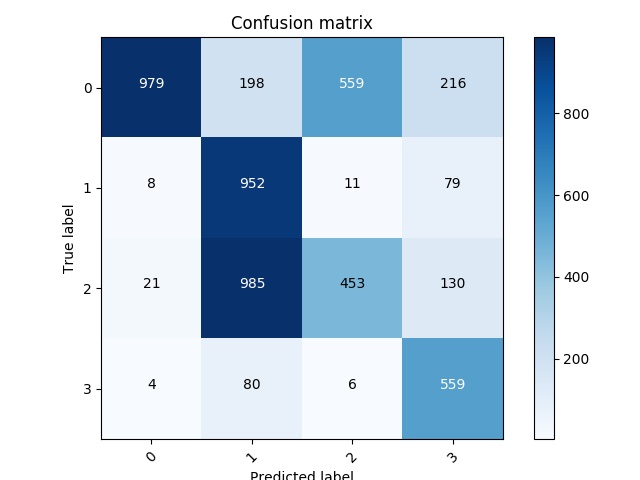 Confusion matrix
0 979 198 559 216
800
1 8 952 11 79
600
True label
2 21 985 453 130
400
200
3 4 80 6 559
0 1 2 3
Predicted label